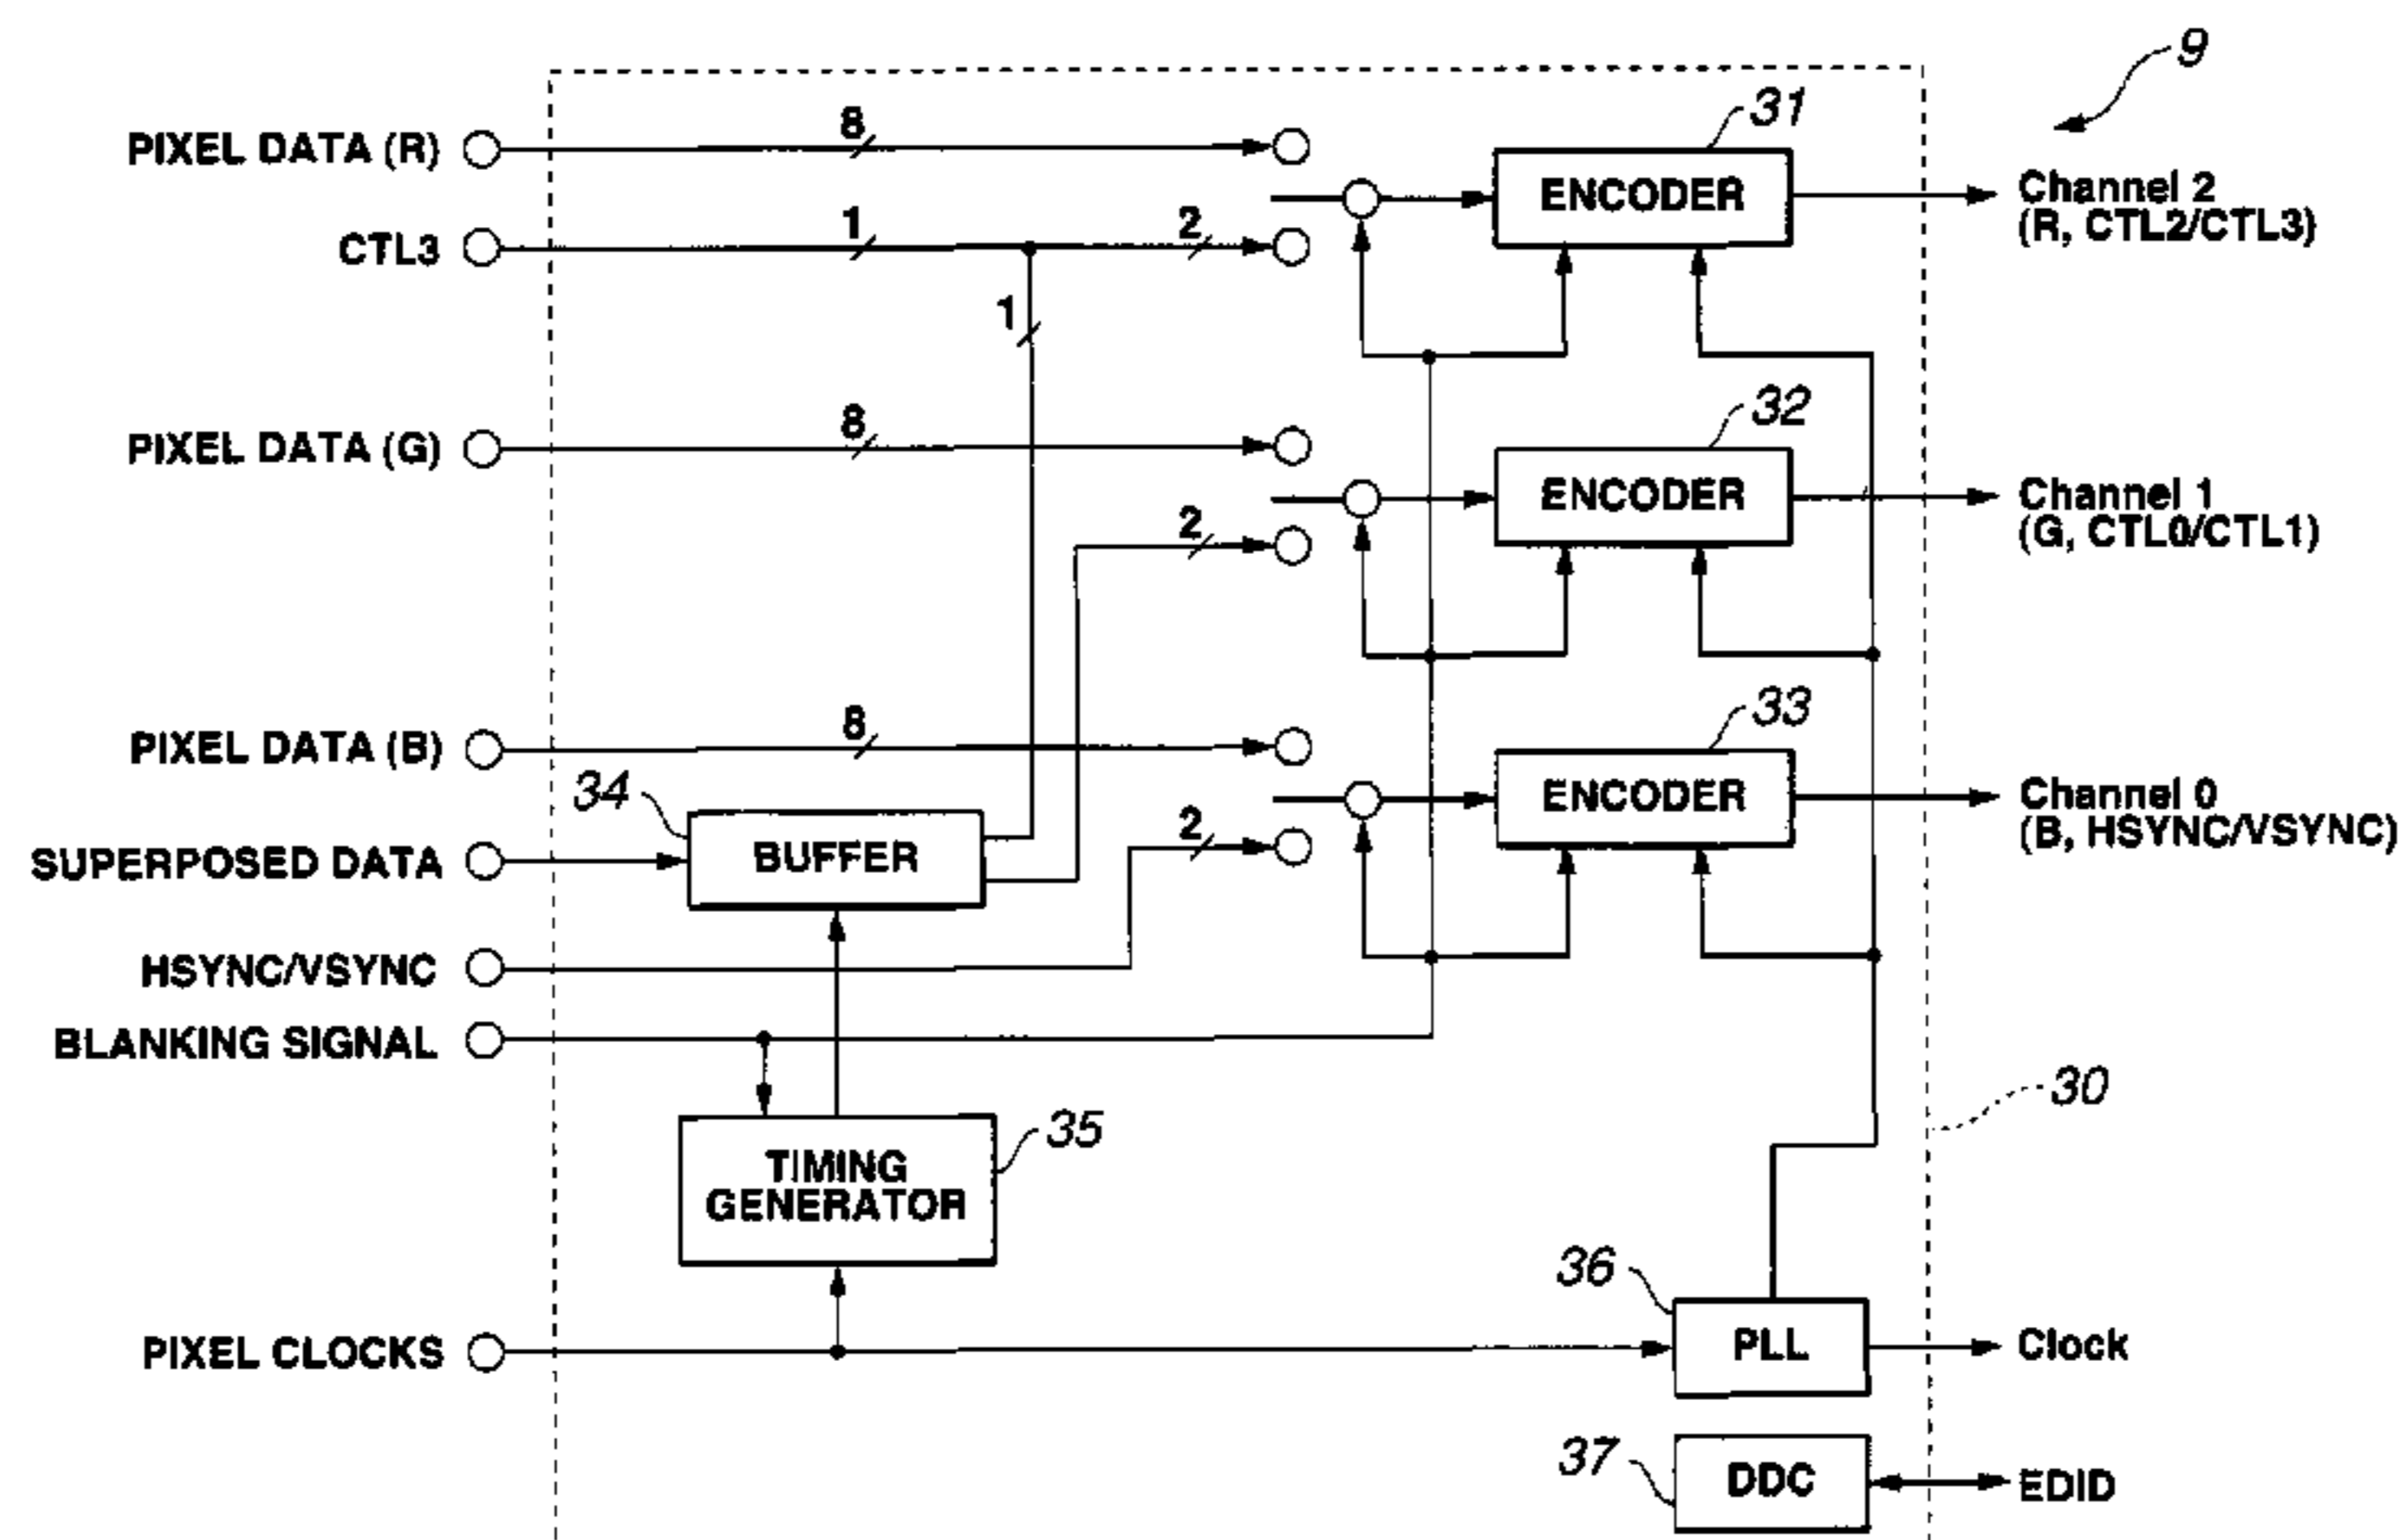 9
31
8
PIXEL DATA (R)
ENCODER
Channel 2
(R, CTL2/CTL3)
1
2
CTL3
1
32
8
PIXEL DATA (G)
ENCODER
Channel 1
(G, CTL0/CTL1)
2
33
8
PIXEL DATA (B)
34
ENCODER
Channel 0
(B, HSYNC/VSYNC)
2
SUPERPOSED DATA
BUFFER
HSYNC/VSYNC
BLANKING SIGNAL
30
35
TIMING
GENERATOR
36
PIXEL CLOCKS
PLL
Clock
37
DDC
EDID